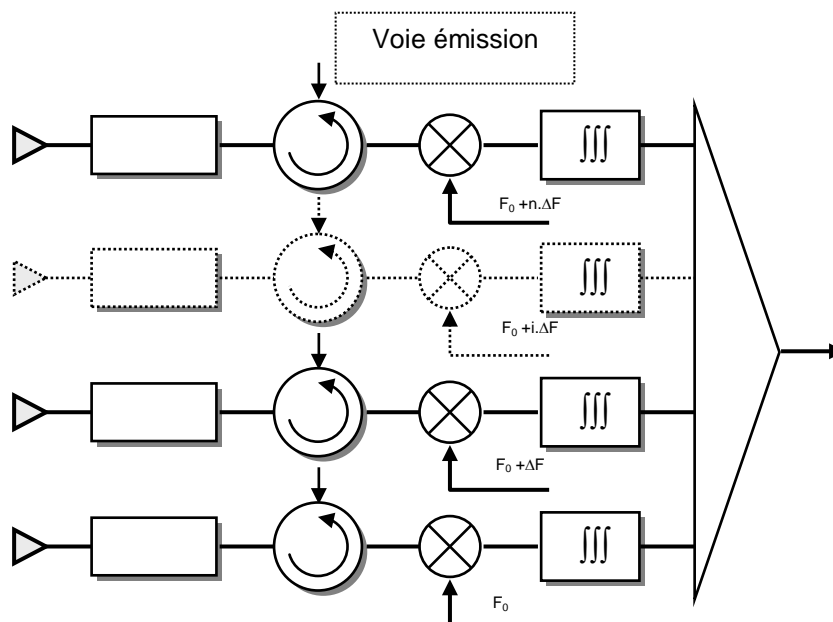 Voie émission
∫∫∫
F₀ +n.ΔF
∫∫∫
F₀ +i.ΔF
∫∫∫
F₀ +ΔF
∫∫∫
F₀